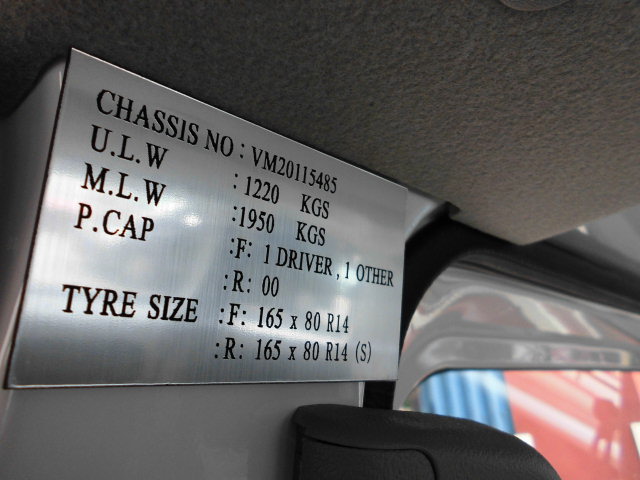 CHASSIS NO : VM20115485
U.L.W : 1220 KGS
M.L.W :1950 KGS
P.CAP :F: 1 DRIVER , 1 OTHER
:R: 00
TYRE SIZE :F: 165 x 80 R14
:R: 165 x 80 R14 (S)